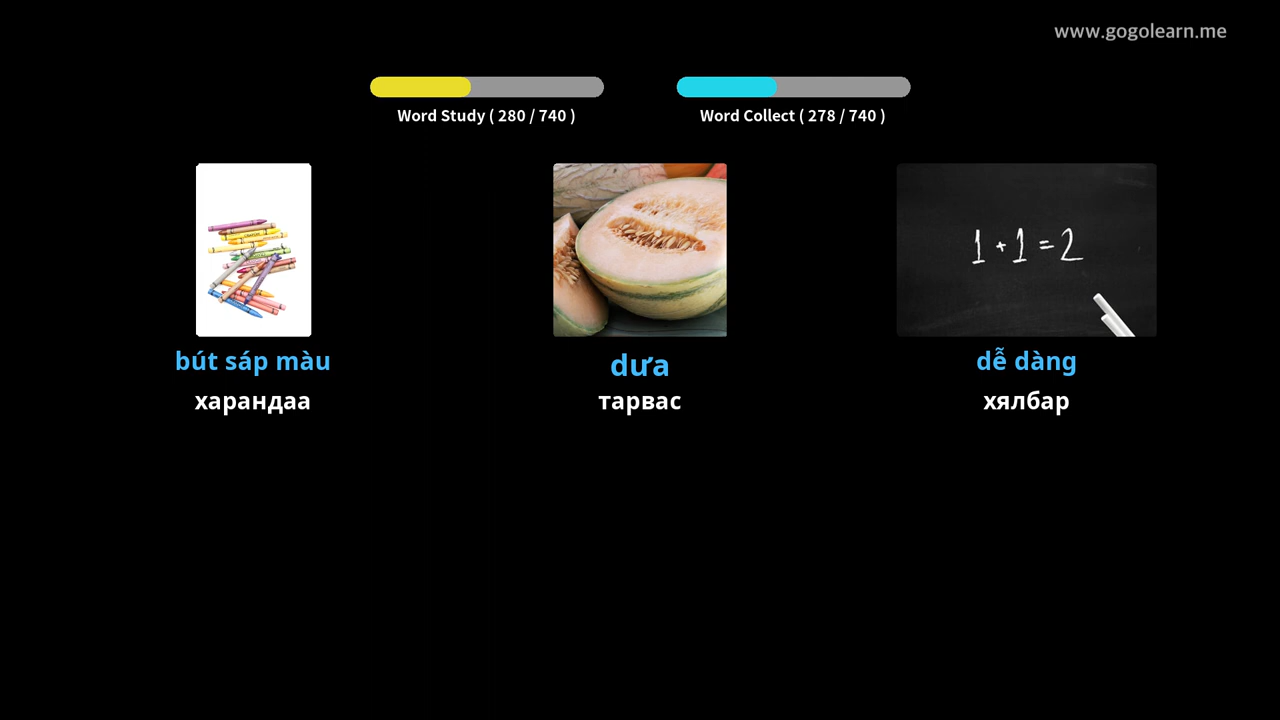 www.gogolearn.me
Word Study ( 280 / 740 )
Word Collect ( 278 / 740 )
1 + 1 = 2
bút sáp màu
dưa
dễ dàng
харандаа
тарвас
хялбар